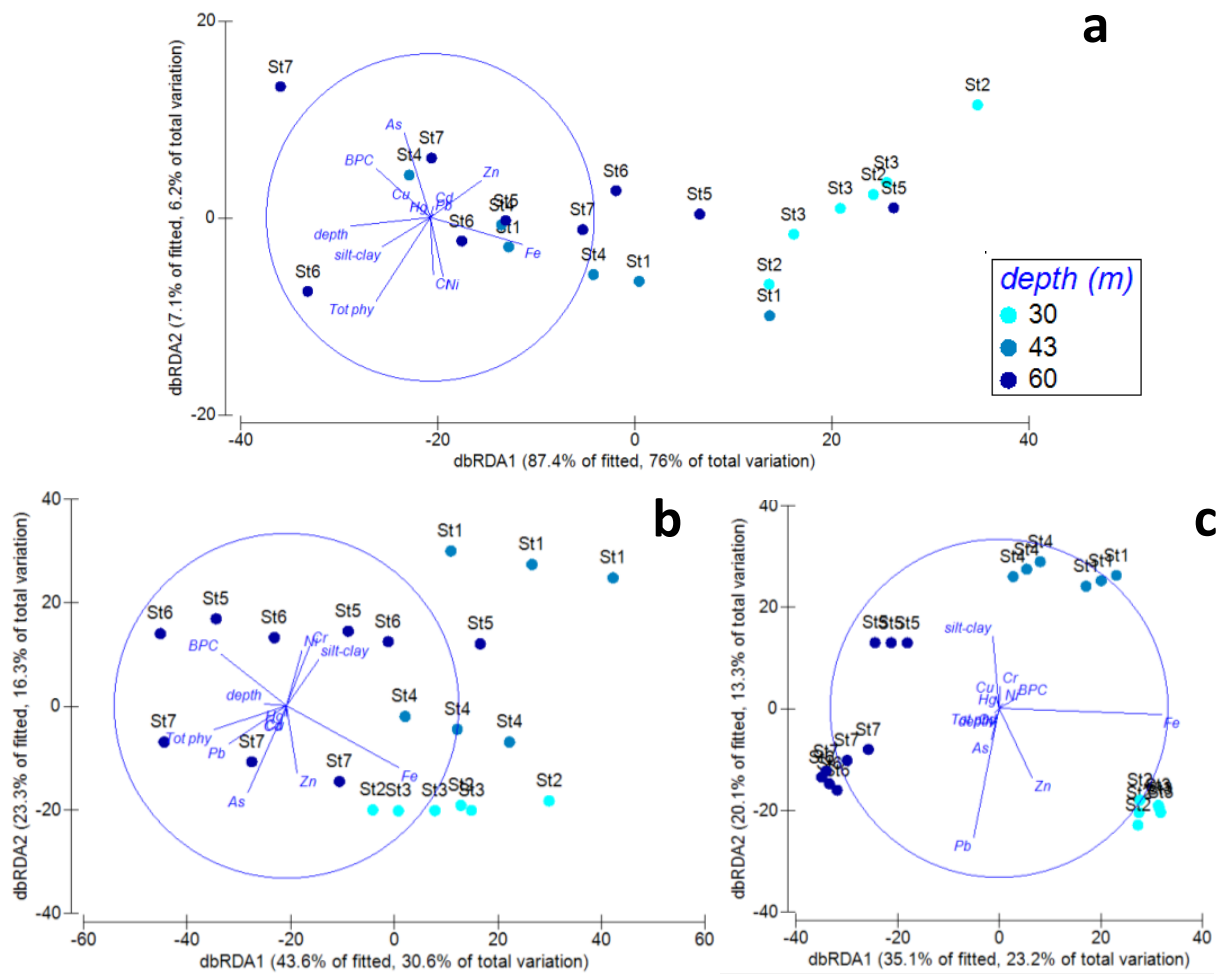 a
20
0
-20
dbRDA2 (7.1% of fitted, 6.2% of total variation)
St7
St2
As
St7
St4
BPC
Zn
St3
St2
St6
Cu
Cd
St5
Hg
Pb
St5
St3
St4
St7
St3
St6
St1
depth
silt-clay
Fe
St4
St1
St2
St6
Ni
St1
Tot phy
-40
-20
0
20
40
dbRDA1 (87.4% of fitted, 76% of total variation)
depth (m)
30
43
60
b
40
20
0
-20
-40
dbRDA2 (23.3% of fitted, 16.3% of total variation)
St1
St1
St1
St6
St5
St6
St5
St6
St5
BPC
Ni
Cr
silt-clay
depth
St4
St4
St4
Hg
Tot phy
St7
Pb
St7
St7
Zn
As
Fe
St2
St3
St3
St2
St3
St2
-60
-40
-20
0
20
40
60
dbRDA1 (43.6% of fitted, 30.6% of total variation)
c
40
20
0
-20
-40
dbRDA2 (20.1% of fitted, 13.3% of total variation)
St4
St4
St4
St1
St1
St1
St5
St5
St5
silt-clay
Cr
Cu
Ni
BPC
Hg
Tot phy
depth
Fe
As
St7
St7
St7
St6
Zn
St2
St3
St2
Pb
-40
-20
0
20
40
dbRDA1 (35.1% of fitted, 23.2% of total variation)